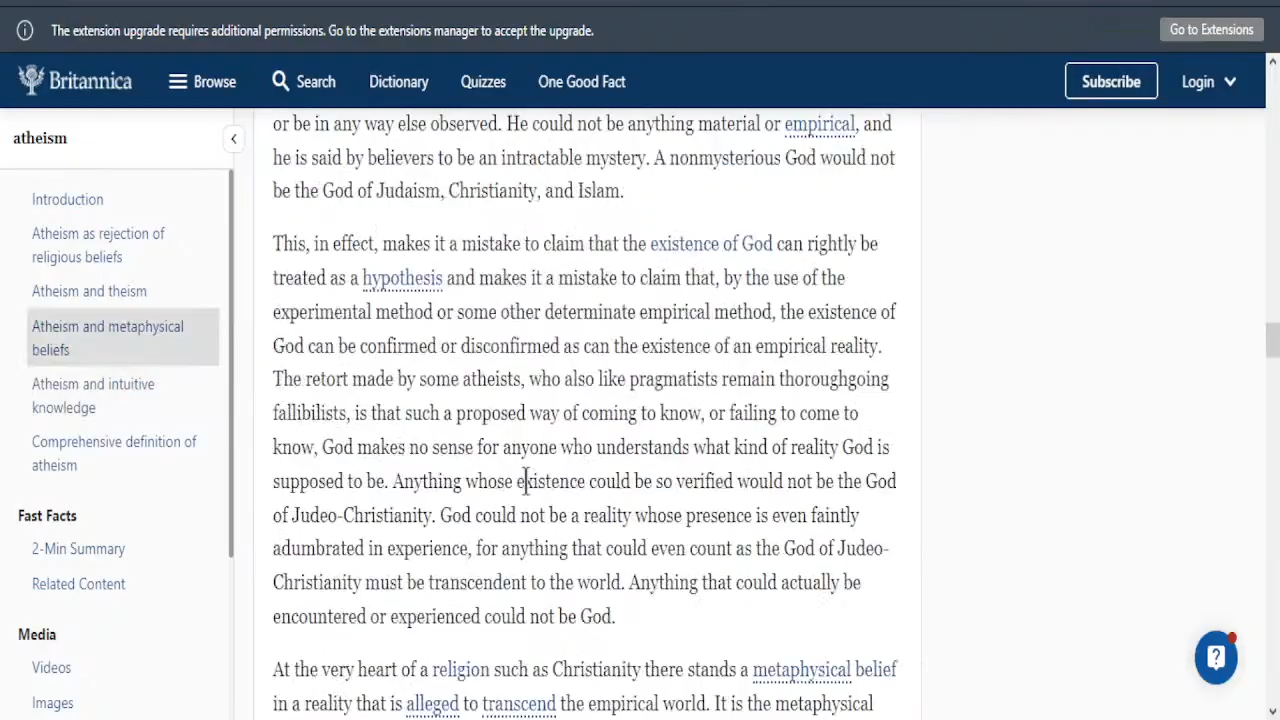 The extension upgrade requires additional permissions. Go to the extensions manager to accept the upgrade.
Go to Extensions
Britannica
Browse
Search
Dictionary
Quizzes
One Good Fact
Subscribe
Login
atheism
Introduction
Atheism as rejection of
religious beliefs
Atheism and theism
Atheism and metaphysical
beliefs
Atheism and intuitive
knowledge
Comprehensive definition of
atheism
Fast Facts
2-Min Summary
Related Content
Media
Videos
Images
or be in any way else observed. He could not be anything material or empirical, and
he is said by believers to be an intractable mystery. A nonmysterious God would not
be the God of Judaism, Christianity, and Islam.
This, in effect, makes it a mistake to claim that the existence of God can rightly be
treated as a hypothesis and makes it a mistake to claim that, by the use of the
experimental method or some other determinate empirical method, the existence of
God can be confirmed or disconfirmed as can the existence of an empirical reality.
The retort made by some atheists, who also like pragmatists remain thoroughgoing
fallibilists, is that such a proposed way of coming to know, or failing to come to
know, God makes no sense for anyone who understands what kind of reality God is
supposed to be. Anything whose existence could be so verified would not be the God
of Judeo-Christianity. God could not be a reality whose presence is even faintly
adumbrated in experience, for anything that could even count as the God of Judeo-
Christianity must be transcendent to the world. Anything that could actually be
encountered or experienced could not be God.
At the very heart of a religion such as Christianity there stands a metaphysical belief
in a reality that is alleged to transcend the empirical world. It is the metaphysical